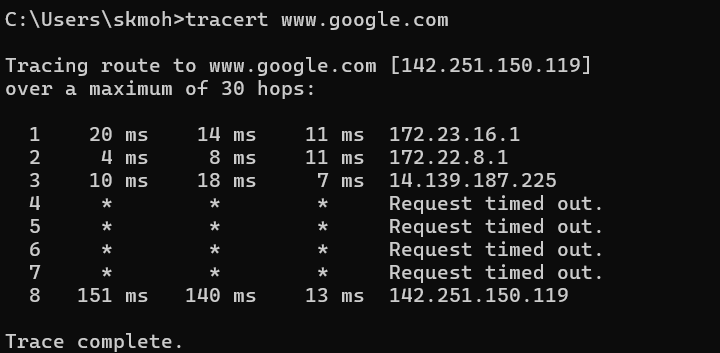 C:\Users\skmoh>tracert www.google.com
Tracing route to www.google.com [142.251.150.119]
over a maximum of 30 hops:
1 20 ms 14 ms 11 ms 172.23.16.1
2 4 ms 8 ms 11 ms 172.22.8.1
3 10 ms 18 ms 7 ms 14.139.187.225
4 * * * Request timed out.
5 * * * Request timed out.
6 * * * Request timed out.
7 * * * Request timed out.
8 151 ms 140 ms 13 ms 142.251.150.119
Trace complete.